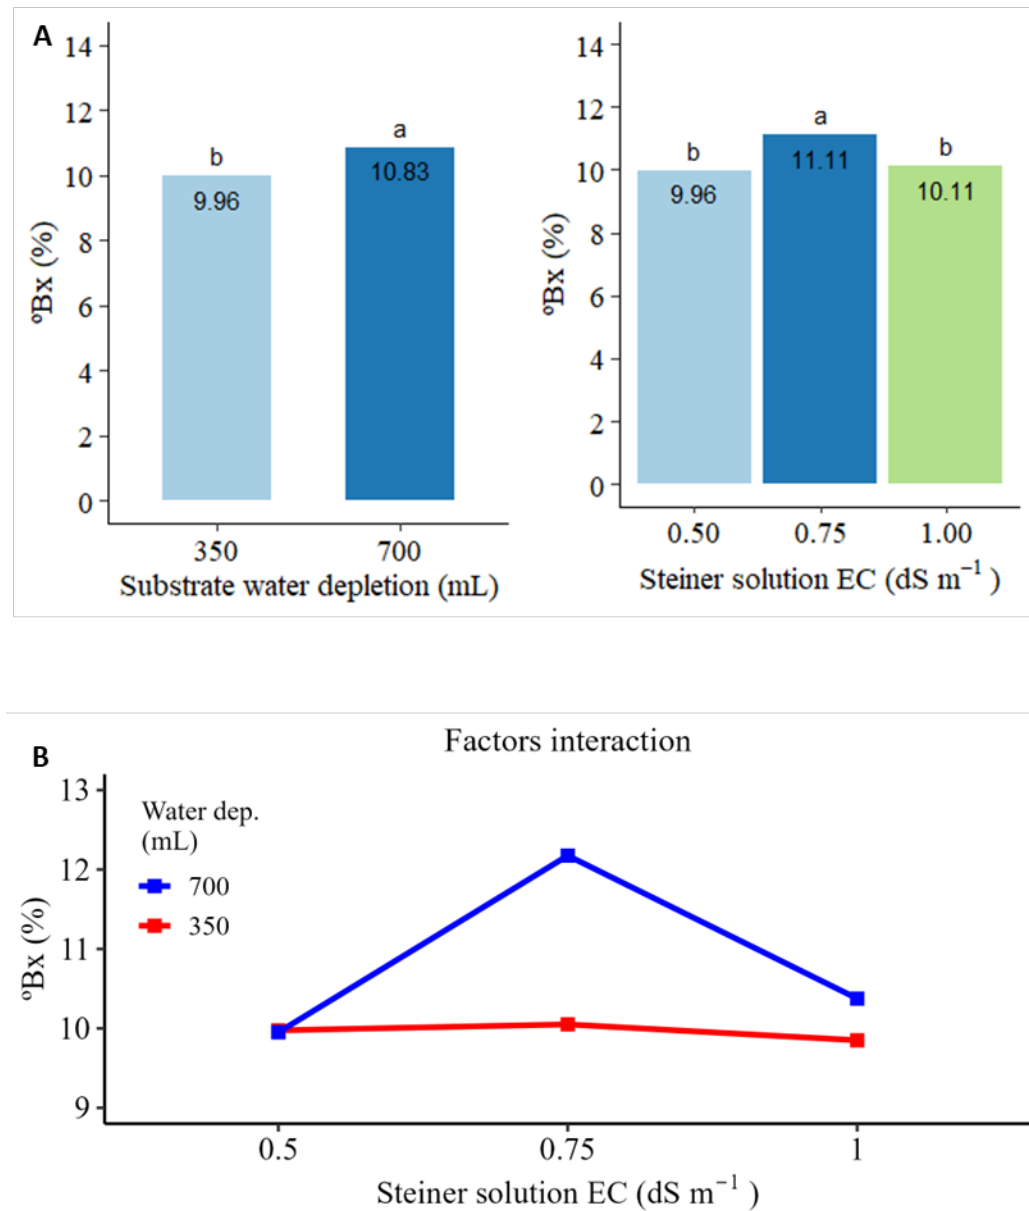 A
14
12
10
8
6
4
2
0
ºBx (%)
b
9.96
a
10.83
350
700
Substrate water depletion (mL)
14
12
10
8
6
4
2
0
ºBx (%)
b
9.96
a
11.11
b
10.11
0.50
0.75
1.00
Steiner solution EC (dS m⁻¹ )
B
Factors interaction
13
12
11
10
9
ºBx (%)
Water dep.
(mL)
700
350
0.5
0.75
1
Steiner solution EC (dS m⁻¹ )